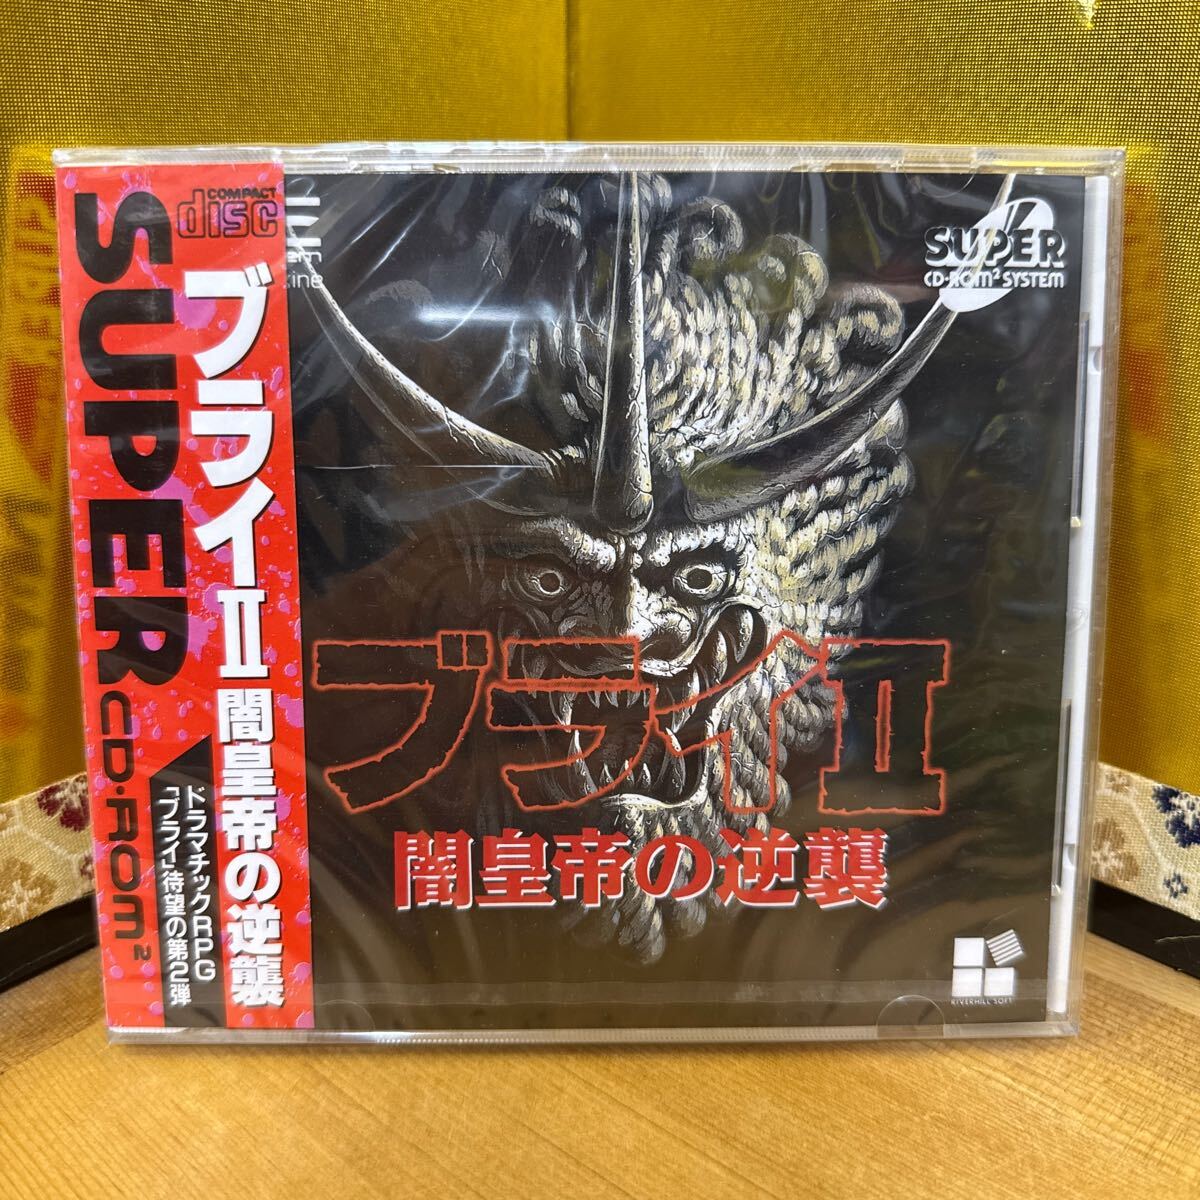 COMPACT
disc
SUPER
CD-ROM²
ブライII 闇皇帝の逆襲
ドラマチックRPG
「ブライ」待望の第2弾
SUPER
CD-ROM² SYSTEM
ブライII
闇皇帝の逆襲
RIVERHILL SOFT